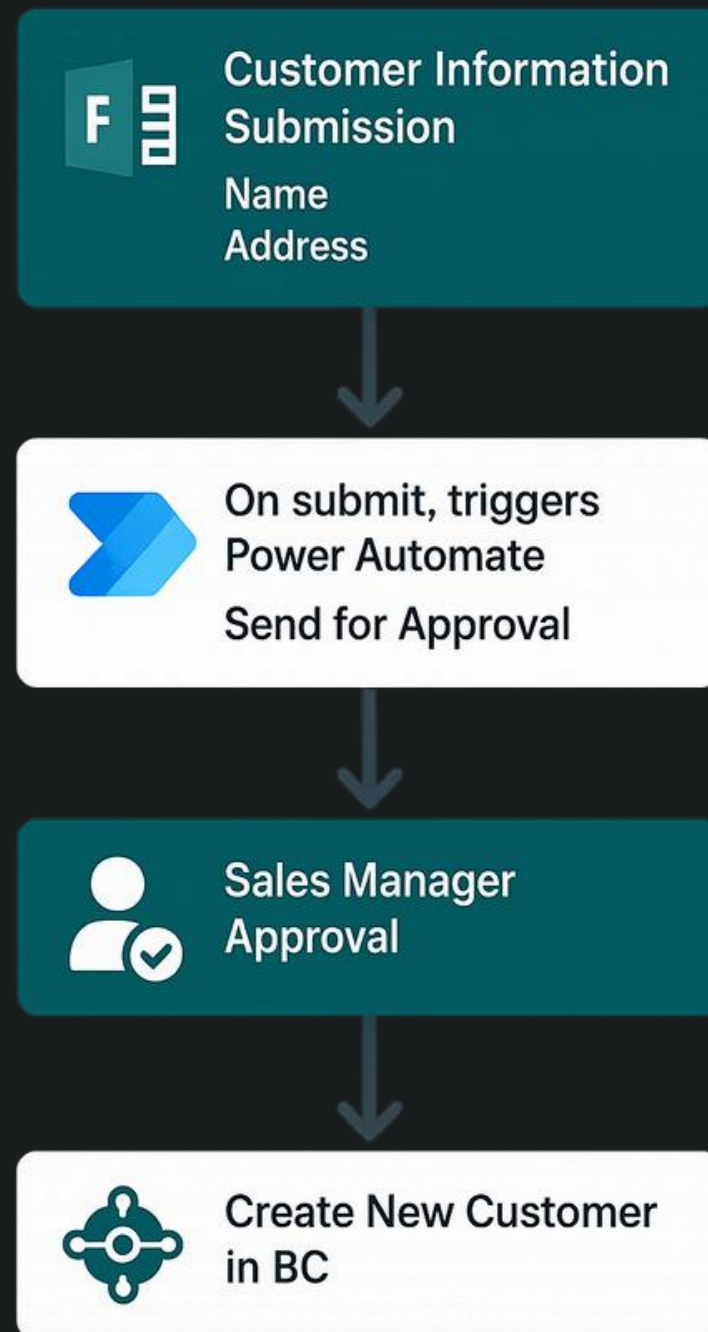 F
Customer Information
Submission
Name
Address
On submit, triggers
Power Automate
Send for Approval
Sales Manager
Approval
Create New Customer
in BC